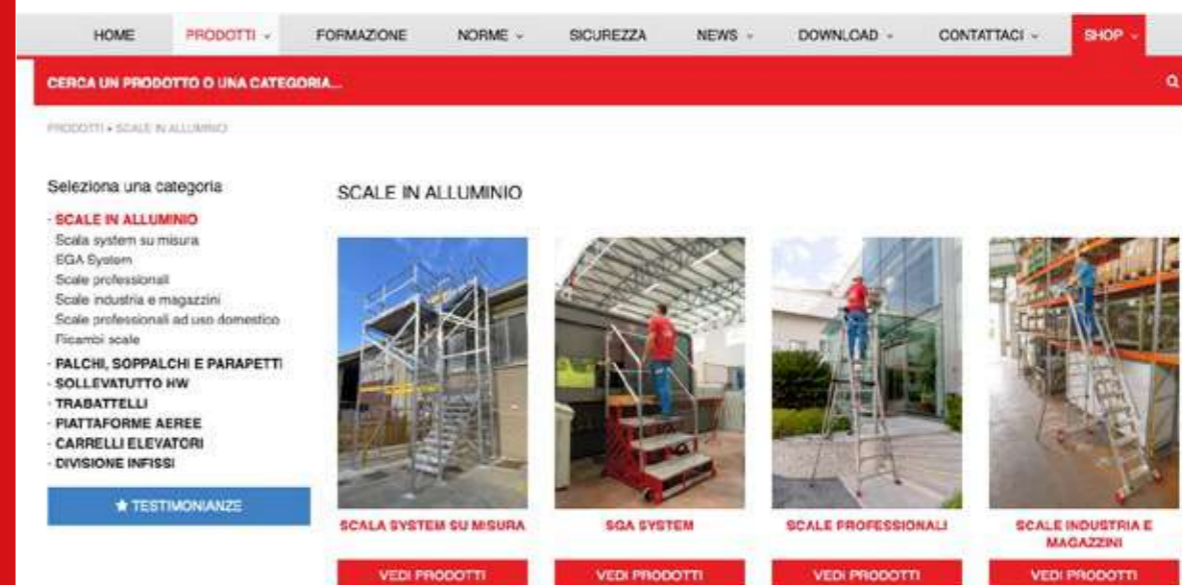 HOME PRODOTTI FORMAZIONE NORME SICUREZZA NEWS DOWNLOAD CONTATTACI SHOP
CERCA UN PRODOTTO O UNA CATEGORIA...
PRODOTTI • SCALE IN ALLUMINIO
Seleziona una categoria
- SCALE IN ALLUMINIO
Scala system su misura
EGA System
Scale professionali
Scale industria e magazzini
Scale professionali ad uso domestico
Ricambi scale
- PALCHI, SOPPALCHI E PARAPETTI
- SOLLEVATUTTO HW
- TRABATTELLI
- PIATTAFORME AEREE
- CARRELLI ELEVATORI
- DIVISIONE INFISSI
★ TESTIMONIANZE
SCALE IN ALLUMINIO
SCALA SYSTEM SU MISURA
VEDI PRODOTTI
SGA SYSTEM
VEDI PRODOTTI
SCALE PROFESSIONALI
VEDI PRODOTTI
SCALE INDUSTRIA E
MAGAZZINI
VEDI PRODOTTI